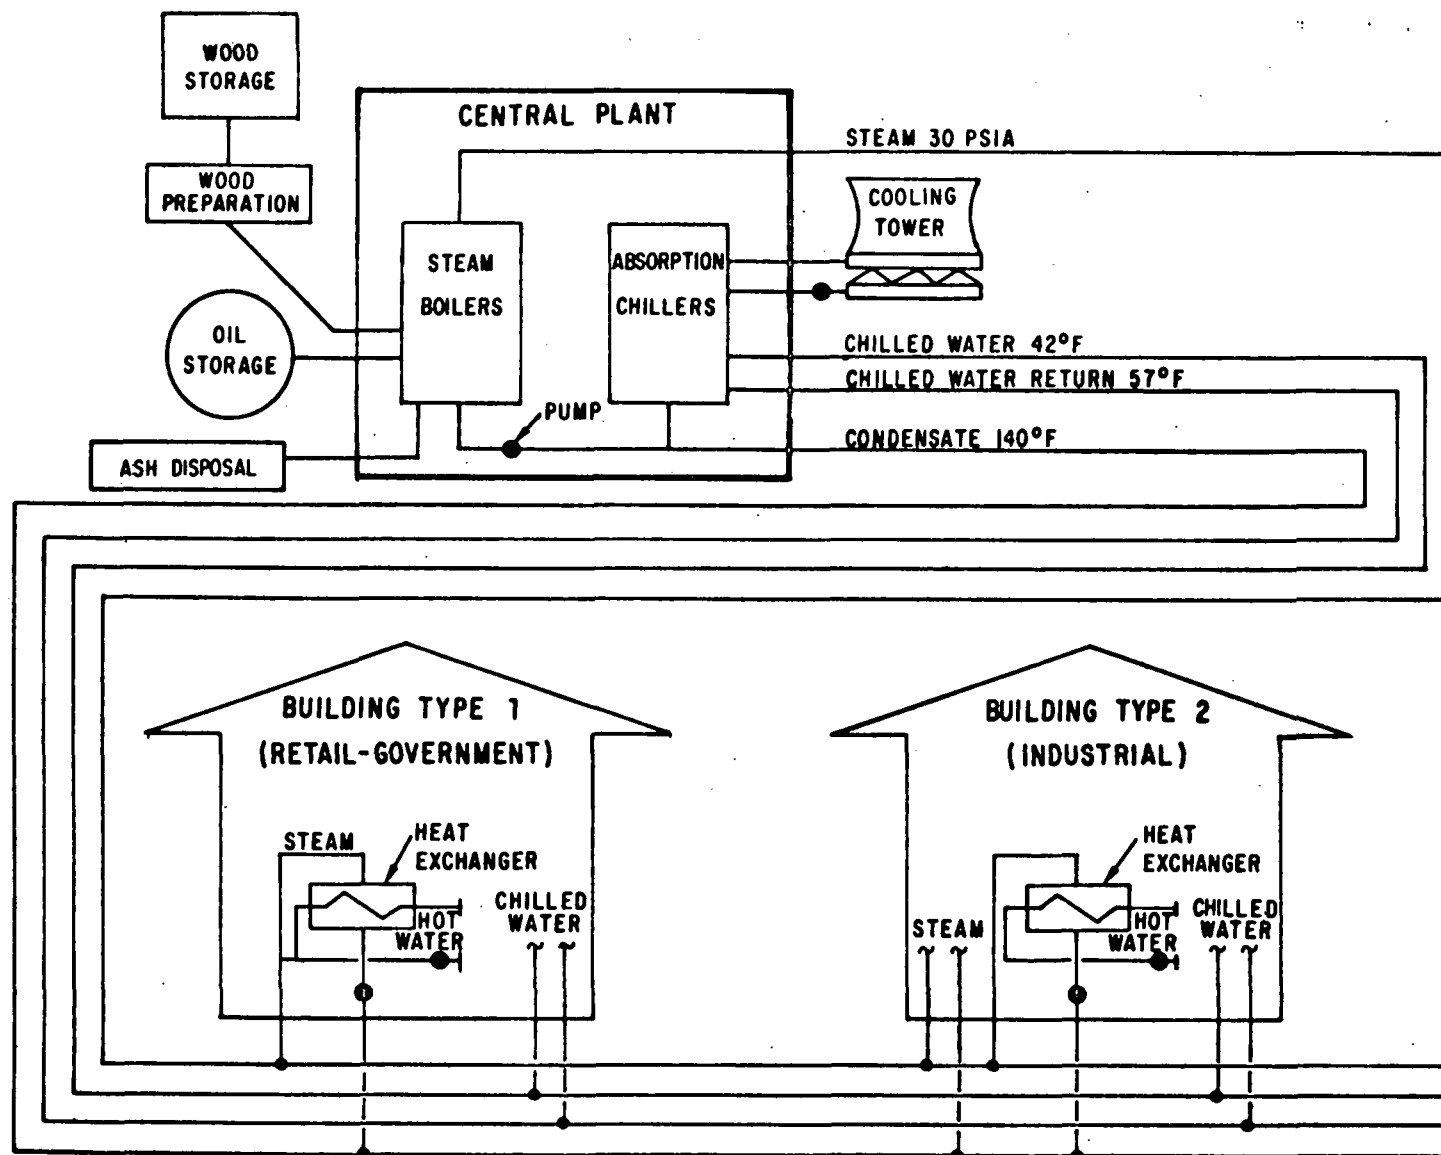 WOOD
STORAGE
CENTRAL PLANT
STEAM 30 PSIA
WOOD
PREPARATION
COOLING
TOWER
STEAM
BOILERS
ABSORPTION
CHILLERS
OIL
STORAGE
CHILLED WATER 42°F
CHILLED WATER RETURN 57°F
PUMP
CONDENSATE 140°F
ASH DISPOSAL
BUILDING TYPE 1
(RETAIL-GOVERNMENT)
STEAM
HEAT
EXCHANGER
CHILLED
WATER
HOT
WATER
BUILDING TYPE 2
(INDUSTRIAL)
HEAT
EXCHANGER
STEAM
HOT
WATER
CHILLED
WATER